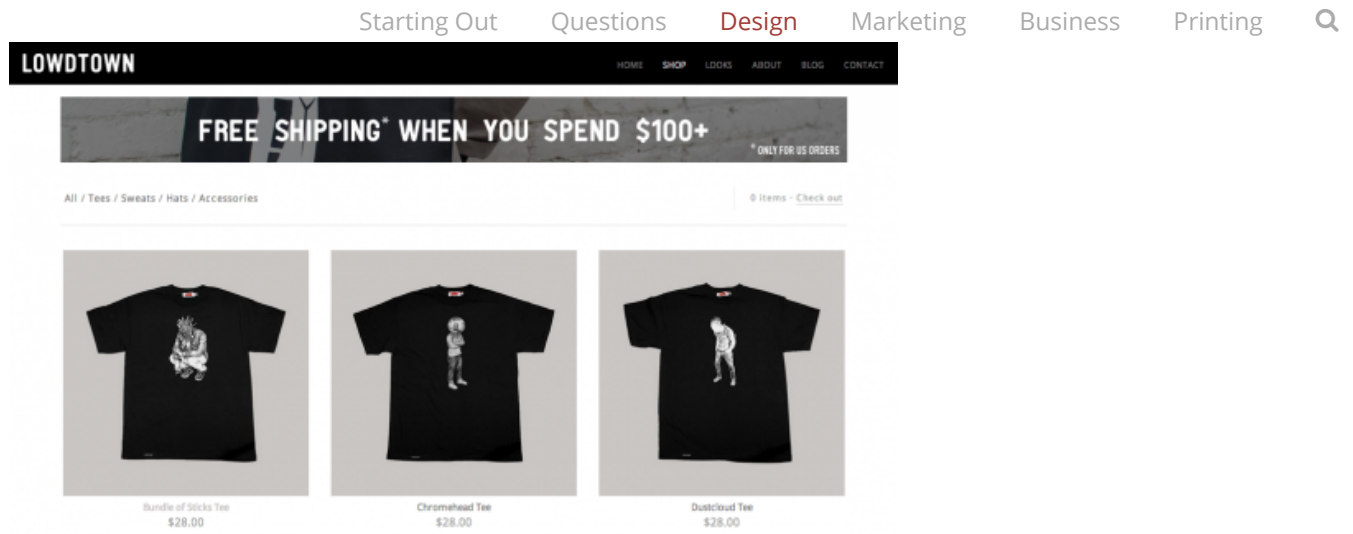 Starting Out Questions Design Marketing Business Printing
LOWDTOWN HOME SHOP LOOKS ABOUT BLOG CONTACT
FREE SHIPPING* WHEN YOU SPEND $100+
* ONLY FOR US ORDERS
All / Tees / Sweats / Hats / Accessories 0 items - Check out
Bundle of Sticks Tee Chromehead Tee Dustcloud Tee
$28.00 $28.00 $28.00